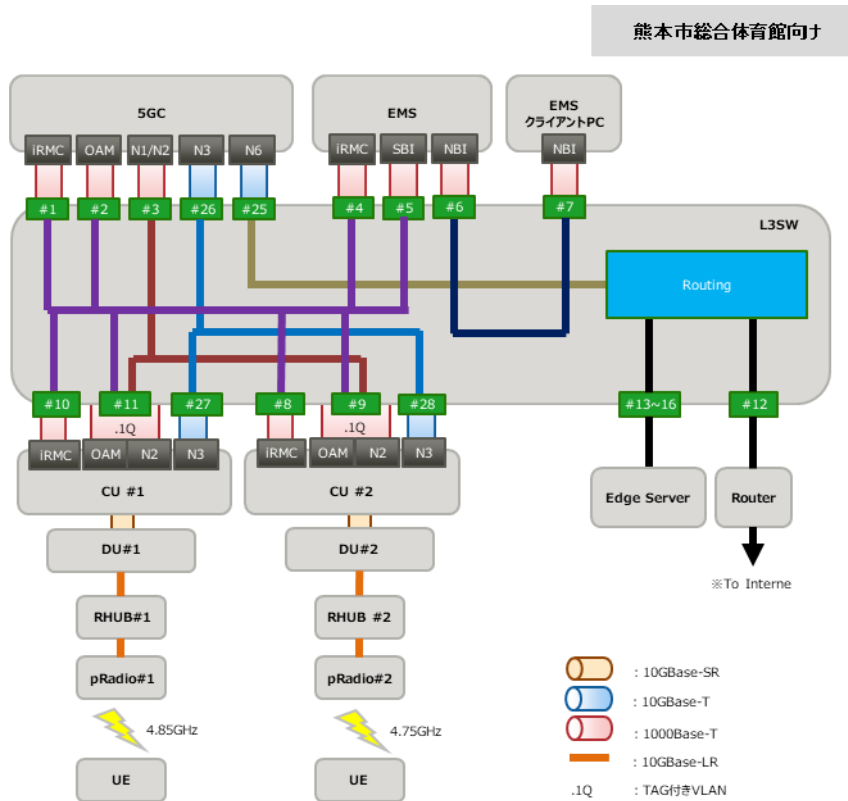 熊本市総合体育館向け
5GC
EMS
EMS
クライアントPC
iRMC
OAM
N1/N2
N3
N6
iRMC
SBI
NBI
NBI
#1
#2
#3
#26
#25
#4
#5
#6
#7
L3SW
Routing
#10
#11
#27
#8
#9
#28
#13~16
#12
.1Q
.1Q
iRMC
OAM
N2
N3
iRMC
OAM
N2
N3
CU #1
CU #2
Edge Server
Router
DU#1
DU#2
※To Interne
RHUB#1
RHUB #2
pRadio#1
pRadio#2
: 10GBase-SR
: 10GBase-T
4.85GHz
4.75GHz
: 1000Base-T
: 10GBase-LR
UE
UE
.1Q : TAG付きVLAN